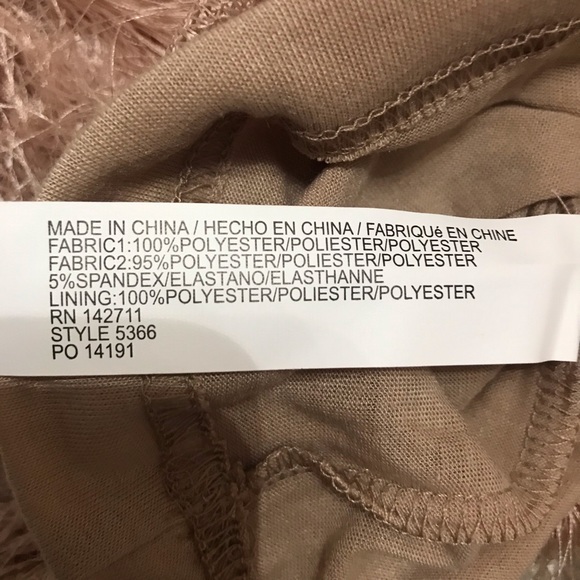 MADE IN CHINA / HECHO EN CHINA / FABRIQUé EN CHINE
FABRIC1:100%POLYESTER/POLIESTER/POLYESTER
FABRIC2:95%POLYESTER/POLIESTER/POLYESTER
5%SPANDEX/ELASTANO/ELASTHANNE
LINING:100%POLYESTER/POLIESTER/POLYESTER
RN 142711
STYLE 5366
PO 14191